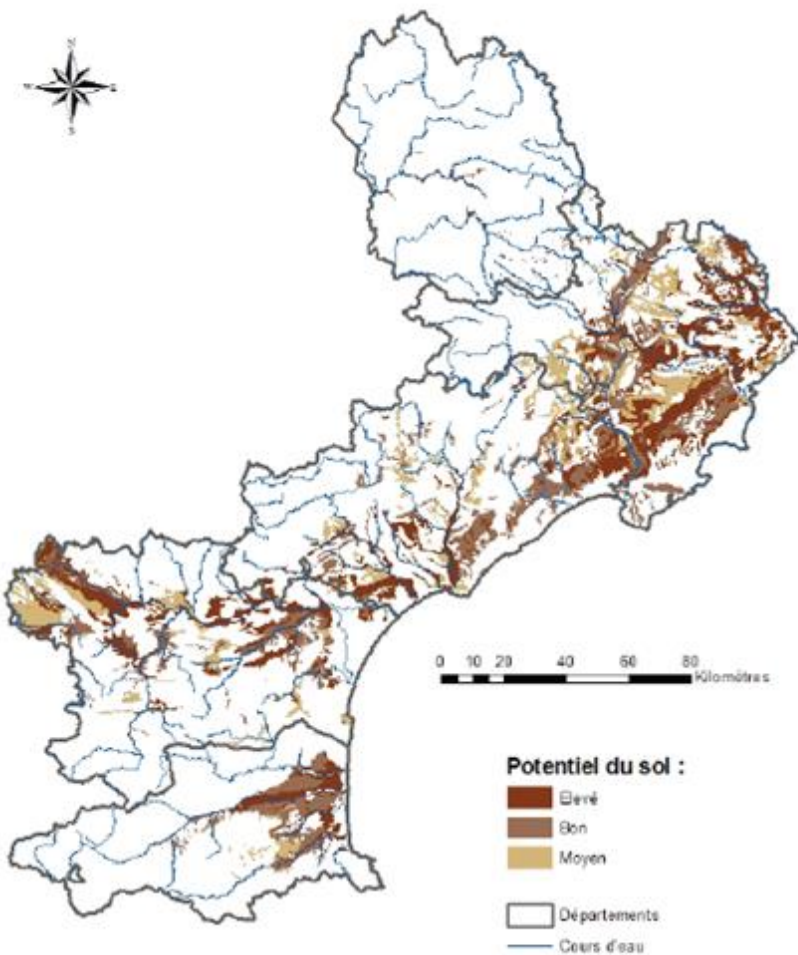 N
S
0 10 20 40 60 80
Kilomètres
Potentiel du sol :
Elevé
Bon
Moyen
Départements
Cours d'eau